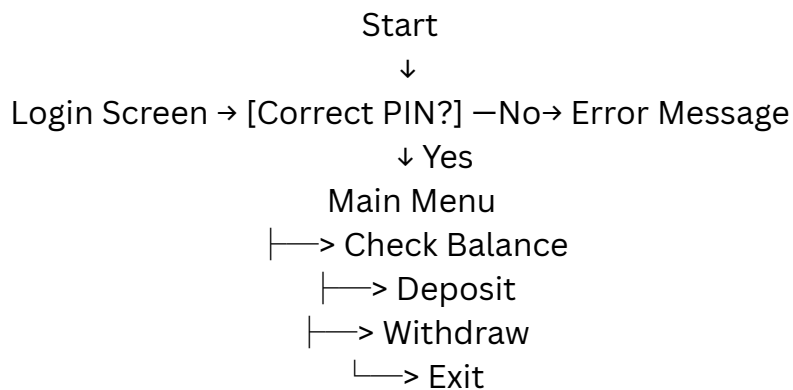 Start
↓
Login Screen → [Correct PIN?] —No→ Error Message
↓ Yes
Main Menu
├──> Check Balance
├──> Deposit
├──> Withdraw
└──> Exit